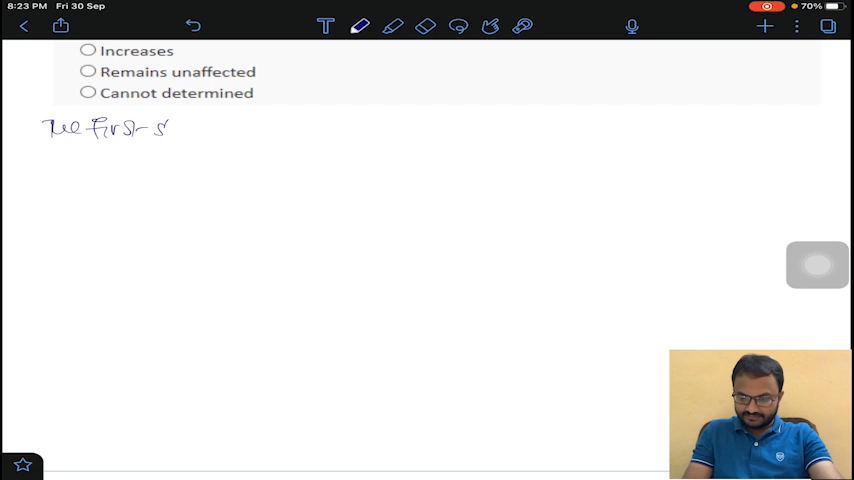 8:23 PM Fri 30 Sep
70%
T
Increases
Remains unaffected
Cannot determined
The first s